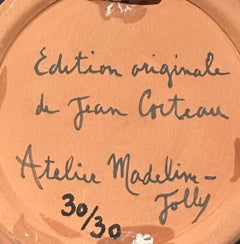 Edition originale
de Jean Cocteau
Atelier Madeline-
Jolly
30/30